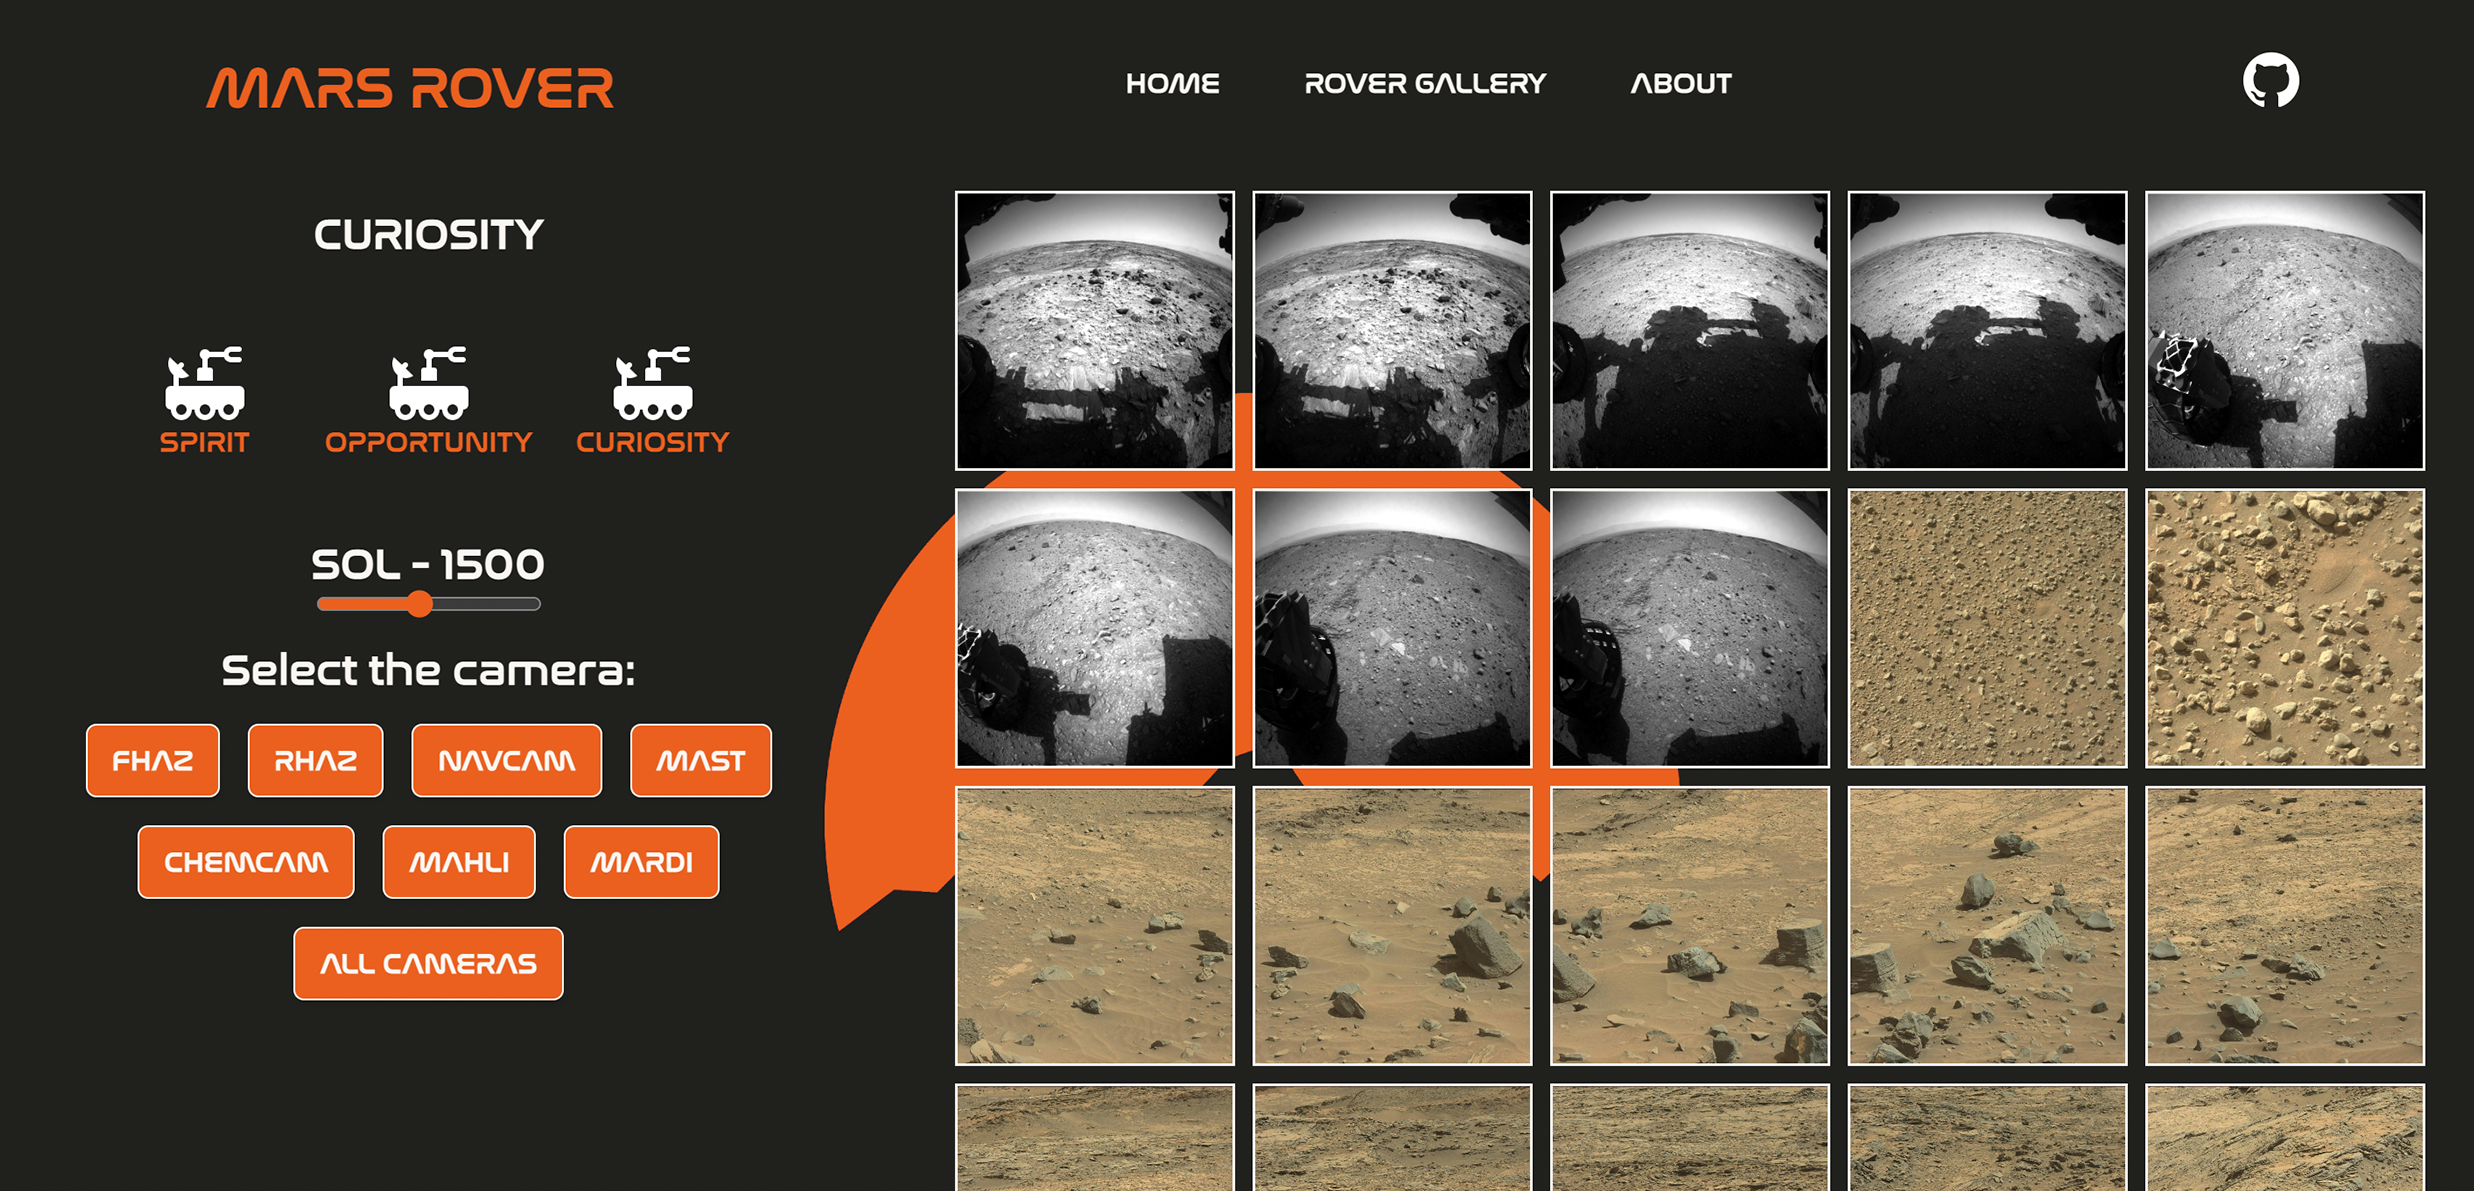 MARS ROVER
HOME
ROVER GALLERY
ABOUT
CURIOSITY
SPIRIT
OPPORTUNITY
CURIOSITY
SOL - 1500
Select the camera:
FHAZ
RHAZ
NAVCAM
MAST
CHEMCAM
MAHLI
MARDI
ALL CAMERAS